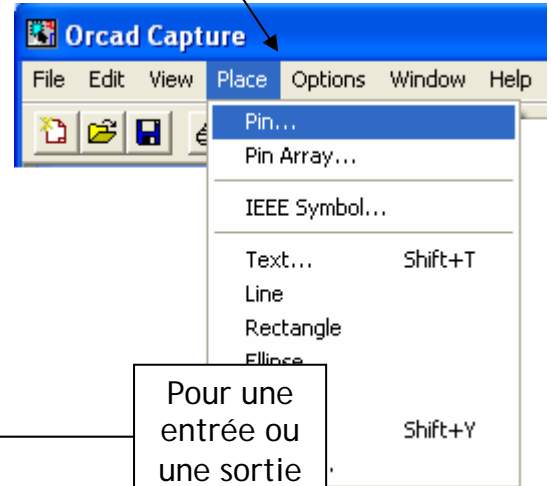 Orcad Capture
File Edit View Place Options Window Help
Pin...
Pin Array...
IEEE Symbol...
Text... Shift+T
Line
Rectangle
Ellipse
Shift+Y
Pour une
entrée ou
une sortie